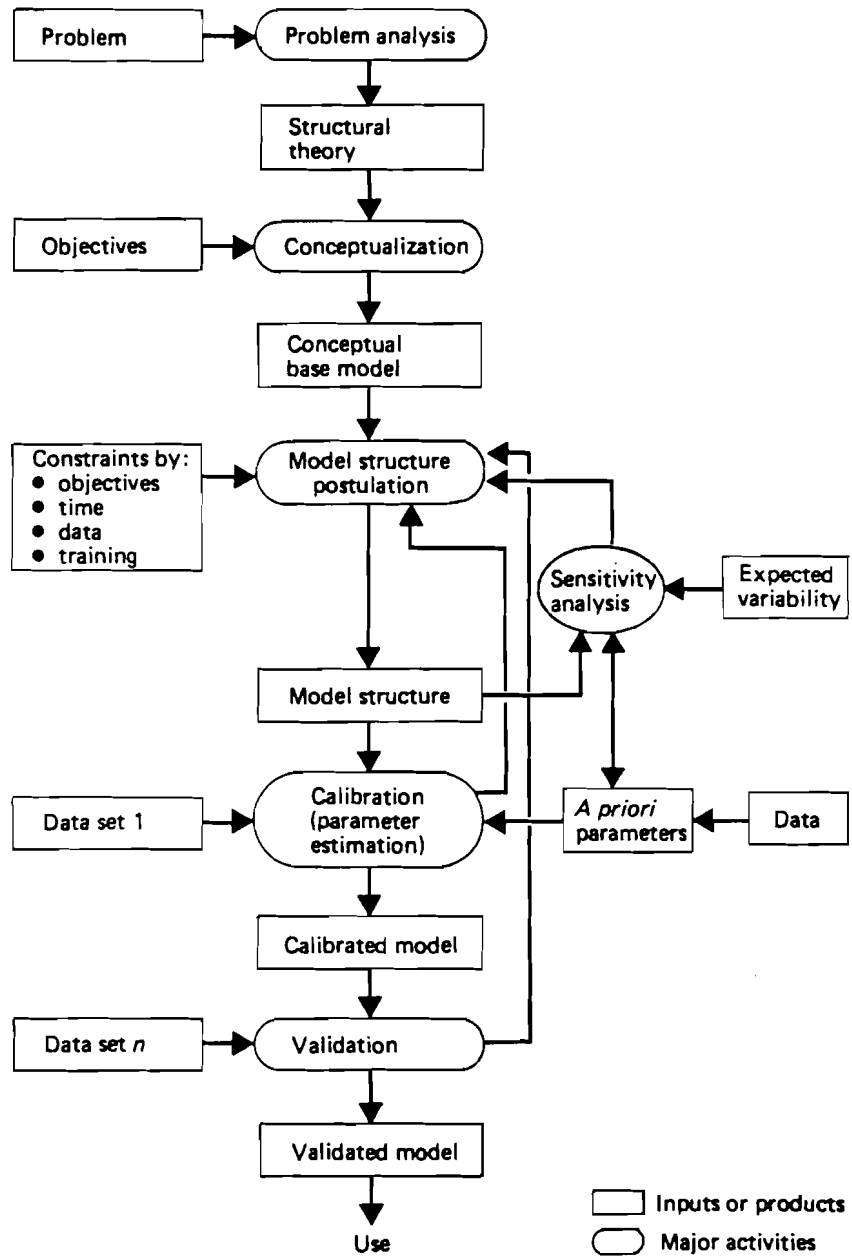 Problem
Problem analysis
Structural
theory
Objectives
Conceptualization
Conceptual
base model
Constraints by:
● objectives
● time
● data
● training
Model structure
postulation
Sensitivity
analysis
Expected
variability
Model structure
Data set 1
Calibration
(parameter
estimation)
A priori
parameters
Data
Calibrated model
Data set n
Validation
Validated model
Use
Inputs or products
Major activities